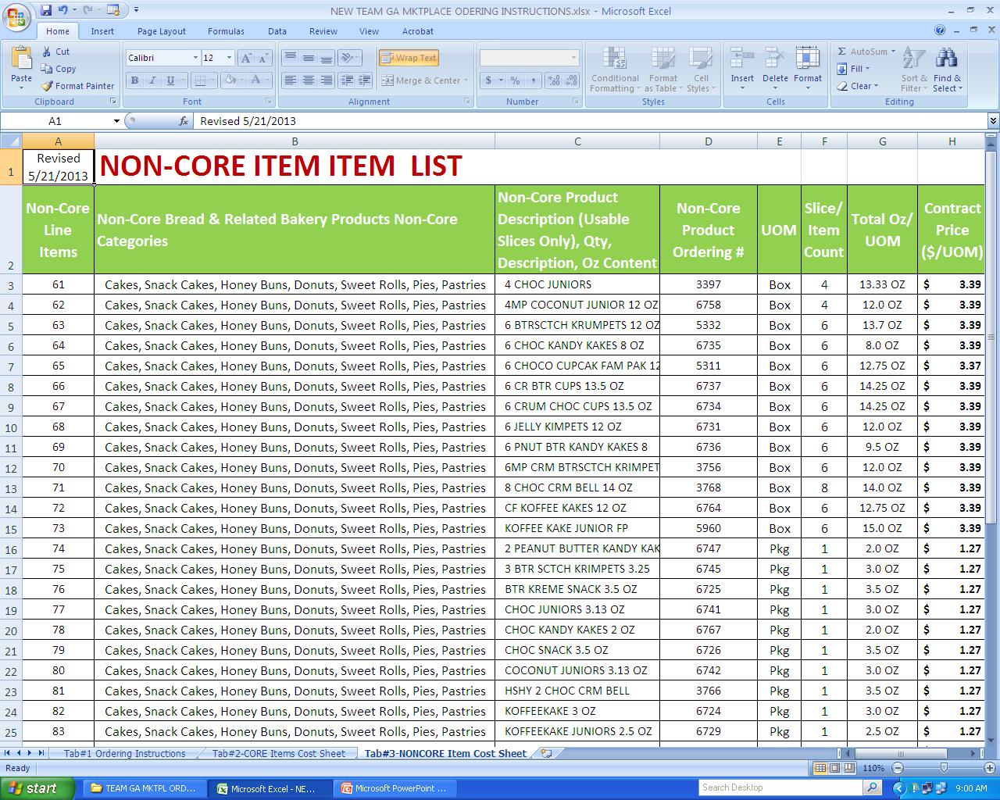 NEW TEAM GA MKTPLACE ODERING INSTRUCTIONS.xlsx - Microsoft Excel
Home Insert Page Layout Formulas Data Review View Acrobat
Paste Cut Copy Format Painter Clipboard
Calibri 12 B I U Font
Wrap Text Merge & Center Alignment
$ % , .00 Number
Conditional Formatting Format as Table Cell Styles Styles
Insert Delete Format Cells
Σ AutoSum Fill Clear Sort & Filter Find & Select Editing
A1 fx Revised 5/21/2013
A B C D E F G H
1 Revised 5/21/2013 NON-CORE ITEM ITEM LIST
2 Non-Core Line Items Non-Core Bread & Related Bakery Products Non-Core Categories Non-Core Product Description (Usable Slices Only), Qty, Description, Oz Content Non-Core Product Ordering # UOM Slice/ Item Count Total Oz/ UOM Contract Price ($/UOM)
3 61 Cakes, Snack Cakes, Honey Buns, Donuts, Sweet Rolls, Pies, Pastries 4 CHOC JUNIORS 3397 Box 4 13.33 OZ $ 3.39
4 62 Cakes, Snack Cakes, Honey Buns, Donuts, Sweet Rolls, Pies, Pastries 4MP COCONUT JUNIOR 12 OZ 6758 Box 4 12.0 OZ $ 3.39
5 63 Cakes, Snack Cakes, Honey Buns, Donuts, Sweet Rolls, Pies, Pastries 6 BTRSCTCH KRUMPETS 12 OZ 5332 Box 6 13.7 OZ $ 3.39
6 64 Cakes, Snack Cakes, Honey Buns, Donuts, Sweet Rolls, Pies, Pastries 6 CHOC KANDY KAKES 8 OZ 6735 Box 6 8.0 OZ $ 3.39
7 65 Cakes, Snack Cakes, Honey Buns, Donuts, Sweet Rolls, Pies, Pastries 6 CHOCO CUPCAK FAM PAK 12 5311 Box 6 12.75 OZ $ 3.37
8 66 Cakes, Snack Cakes, Honey Buns, Donuts, Sweet Rolls, Pies, Pastries 6 CR BTR CUPS 13.5 OZ 6737 Box 6 14.25 OZ $ 3.39
9 67 Cakes, Snack Cakes, Honey Buns, Donuts, Sweet Rolls, Pies, Pastries 6 CRUM CHOC CUPS 13.5 OZ 6734 Box 6 14.25 OZ $ 3.39
10 68 Cakes, Snack Cakes, Honey Buns, Donuts, Sweet Rolls, Pies, Pastries 6 JELLY KIMPETS 12 OZ 6731 Box 6 12.0 OZ $ 3.39
11 69 Cakes, Snack Cakes, Honey Buns, Donuts, Sweet Rolls, Pies, Pastries 6 PNUT BTR KANDY KAKES 8 6736 Box 6 9.5 OZ $ 3.39
12 70 Cakes, Snack Cakes, Honey Buns, Donuts, Sweet Rolls, Pies, Pastries 6MP CRM BTRSCTCH KRIMPET 3756 Box 6 12.0 OZ $ 3.39
13 71 Cakes, Snack Cakes, Honey Buns, Donuts, Sweet Rolls, Pies, Pastries 8 CHOC CRM BELL 14 OZ 3768 Box 8 14.0 OZ $ 3.39
14 72 Cakes, Snack Cakes, Honey Buns, Donuts, Sweet Rolls, Pies, Pastries CF KOFFEE KAKES 12 OZ 6764 Box 6 12.75 OZ $ 3.39
15 73 Cakes, Snack Cakes, Honey Buns, Donuts, Sweet Rolls, Pies, Pastries KOFFEE KAKE JUNIOR FP 5960 Box 6 15.0 OZ $ 3.39
16 74 Cakes, Snack Cakes, Honey Buns, Donuts, Sweet Rolls, Pies, Pastries 2 PEANUT BUTTER KANDY KAK 6747 Pkg 1 2.0 OZ $ 1.27
17 75 Cakes, Snack Cakes, Honey Buns, Donuts, Sweet Rolls, Pies, Pastries 3 BTR SCTCH KRIMPETS 3.25 6745 Pkg 1 3.0 OZ $ 1.27
18 76 Cakes, Snack Cakes, Honey Buns, Donuts, Sweet Rolls, Pies, Pastries BTR KREME SNACK 3.5 OZ 6725 Pkg 1 3.5 OZ $ 1.27
19 77 Cakes, Snack Cakes, Honey Buns, Donuts, Sweet Rolls, Pies, Pastries CHOC JUNIORS 3.13 OZ 6741 Pkg 1 3.0 OZ $ 1.27
20 78 Cakes, Snack Cakes, Honey Buns, Donuts, Sweet Rolls, Pies, Pastries CHOC KANDY KAKES 2 OZ 6767 Pkg 1 2.0 OZ $ 1.27
21 79 Cakes, Snack Cakes, Honey Buns, Donuts, Sweet Rolls, Pies, Pastries CHOC SNACK 3.5 OZ 6726 Pkg 1 3.5 OZ $ 1.27
22 80 Cakes, Snack Cakes, Honey Buns, Donuts, Sweet Rolls, Pies, Pastries COCONUT JUNIORS 3.13 OZ 6742 Pkg 1 3.0 OZ $ 1.27
23 81 Cakes, Snack Cakes, Honey Buns, Donuts, Sweet Rolls, Pies, Pastries HSHY 2 CHOC CRM BELL 3766 Pkg 1 3.5 OZ $ 1.27
24 82 Cakes, Snack Cakes, Honey Buns, Donuts, Sweet Rolls, Pies, Pastries KOFFEEKAKE 3 OZ 6724 Pkg 1 3.0 OZ $ 1.27
25 83 Cakes, Snack Cakes, Honey Buns, Donuts, Sweet Rolls, Pies, Pastries KOFFEEKAKE JUNIORS 2.5 OZ 6729 Pkg 1 2.5 OZ $ 1.27
Tab#1 Ordering Instructions Tab#2-CORE Items Cost Sheet Tab#3-NONCORE Item Cost Sheet
Ready 110%
start TEAM GA MKTPL ORD... Microsoft Excel - NE... Microsoft PowerPoint ... Search Desktop 9:00 AM